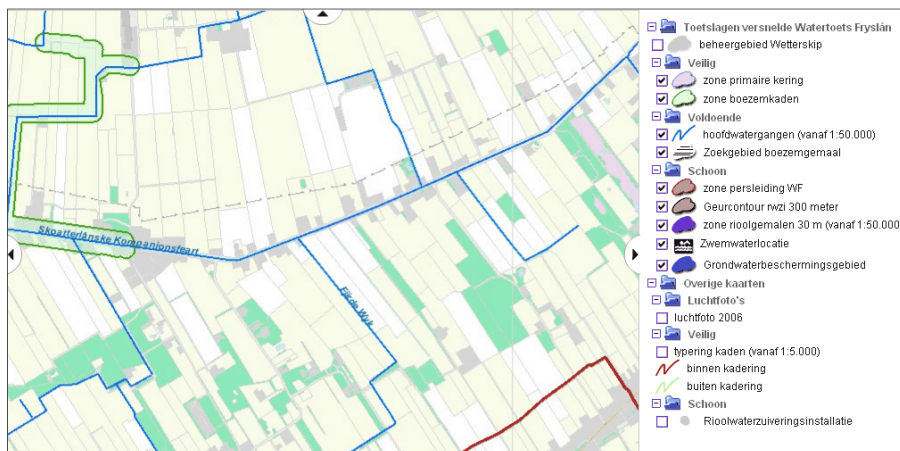 Skoatterlânske Kompanjonsfeart
Fjirde Wyk
Toetslagen versnelde Watertoets Fryslân
beheergebied Wetterskip
Veilig
zone primaire kering
zone boezemkaden
Voldoende
hoofdwatergangen (vanaf 1:50.000)
Zoekgebied boezemgemaal
Schoon
zone persleiding WF
Geurcontour rwzi 300 meter
zone rioolgemalen 30 m (vanaf 1:50.000
Zwemwaterlocatie
Grondwaterbeschermingsgebied
Overige kaarten
Luchtfoto's
luchtfoto 2006
Veilig
typering kaden (vanaf 1:5.000)
binnen kadering
buiten kadering
Schoon
Rioolwaterzuiveringsinstallatie